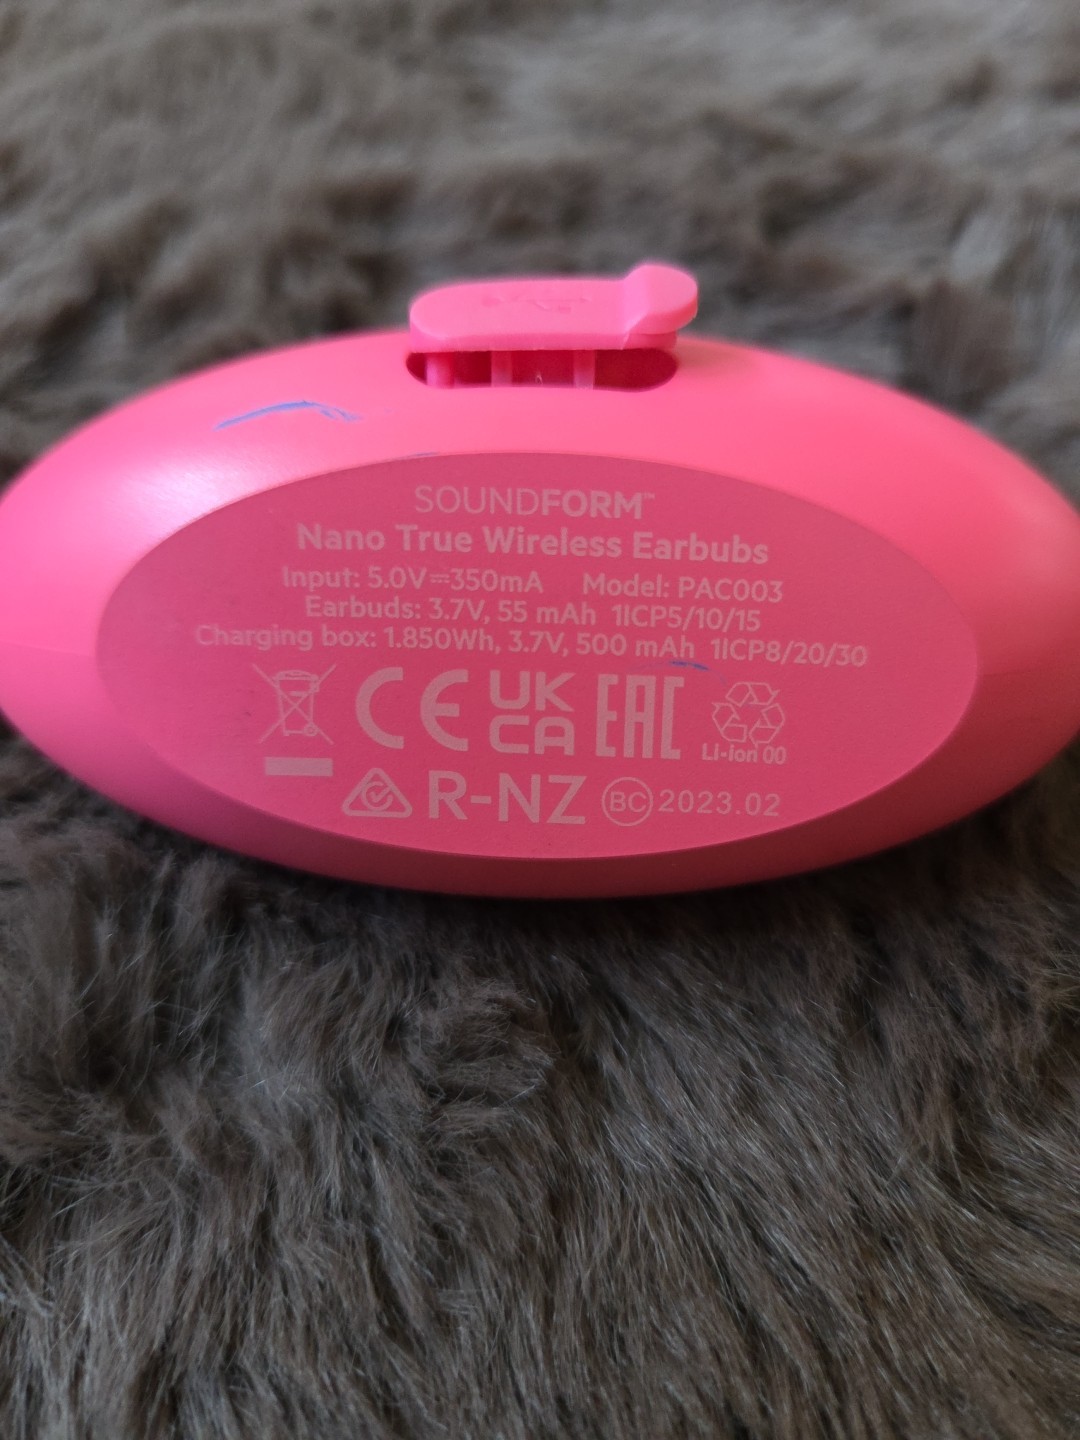 SOUNDFORM™
Nano True Wireless Earbubs
Input: 5.0V⎓350mA Model: PAC003
Earbuds: 3.7V, 55 mAh 1ICP5/10/15
Charging box: 1.850Wh, 3.7V, 500 mAh 1ICP8/20/30
CE UK CA EAC Li-ion 00
R-NZ BC 2023.02